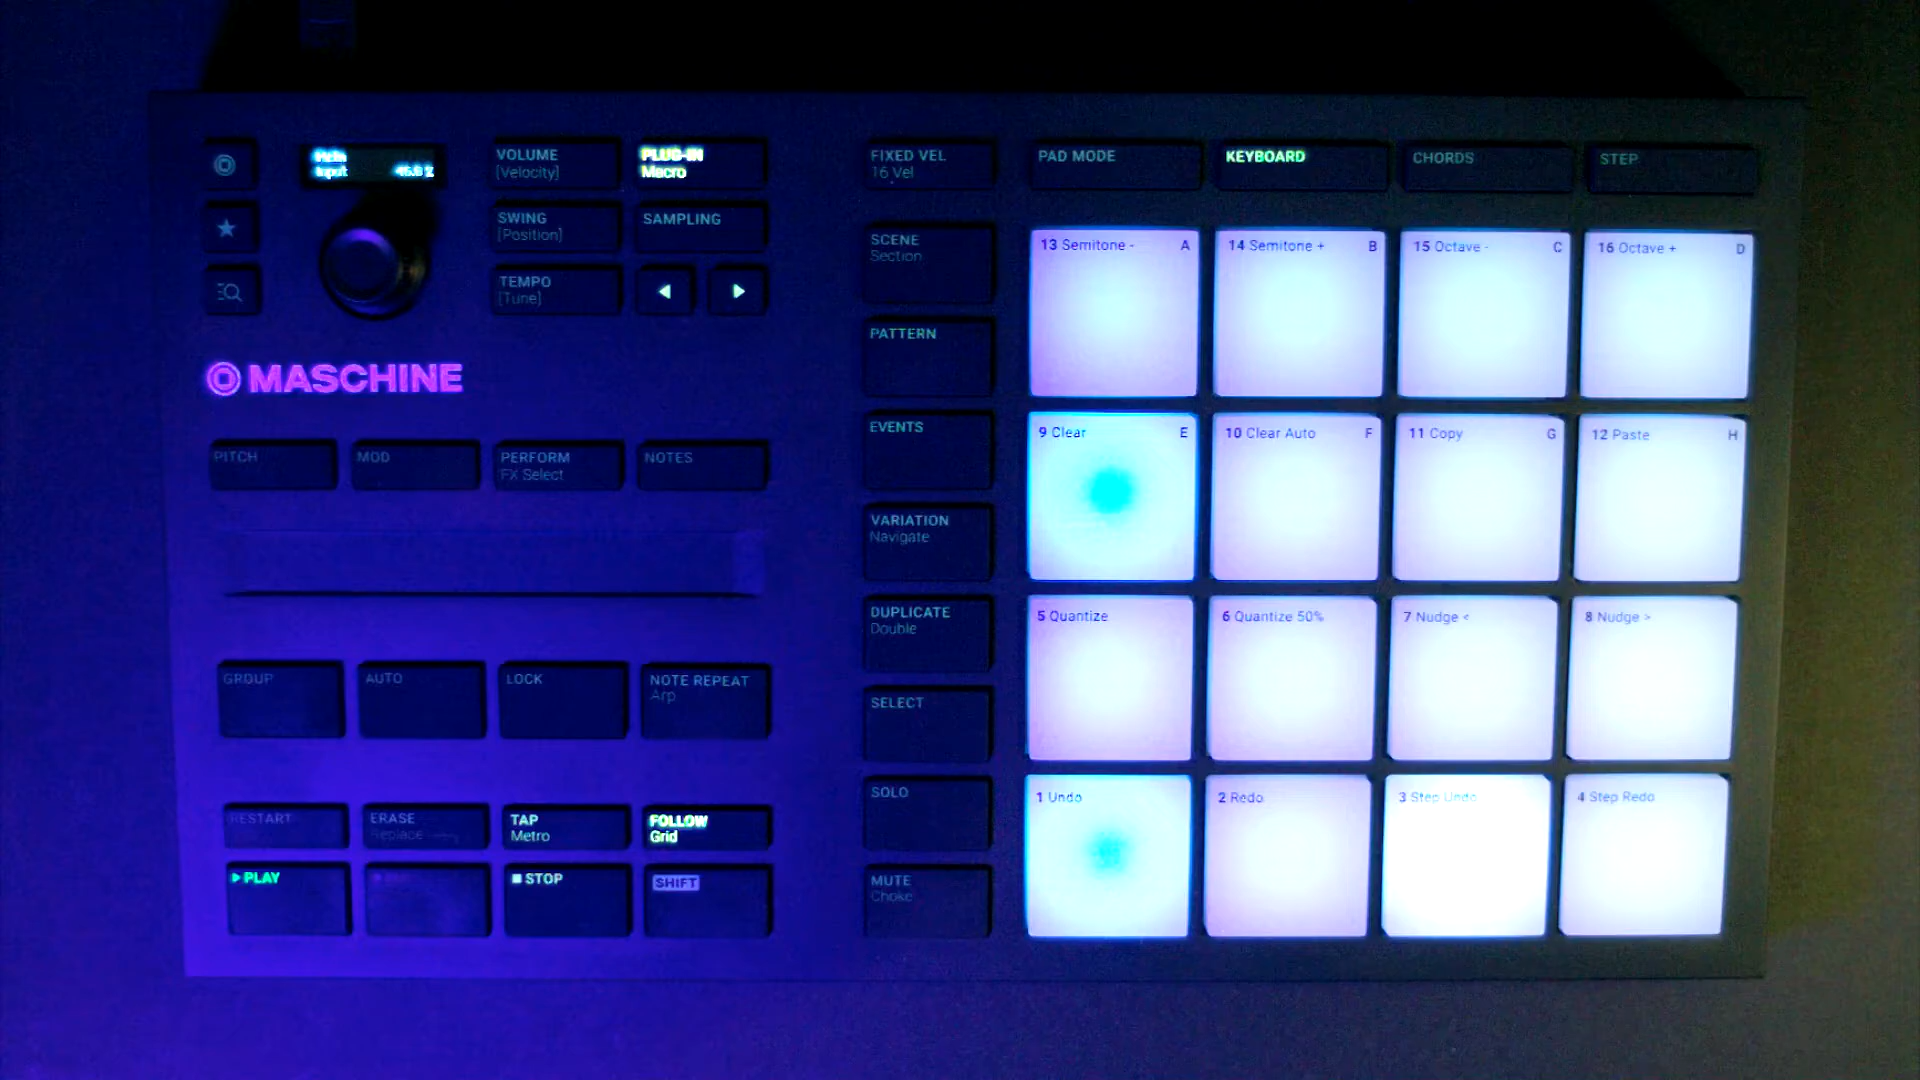 Input 45.0 %
VOLUME
[Velocity]
PLUG-IN
Macro
SWING
[Position]
SAMPLING
TEMPO
[Tune]
MASCHINE
PITCH
MOD
PERFORM
FX Select
NOTES
GROUP
AUTO
LOCK
NOTE REPEAT
Arp
RESTART
ERASE
Replace
TAP
Metro
FOLLOW
Grid
PLAY
STOP
SHIFT
FIXED VEL
16 Vel
SCENE
Section
PATTERN
EVENTS
VARIATION
Navigate
DUPLICATE
Double
SELECT
SOLO
MUTE
Choke
PAD MODE
KEYBOARD
CHORDS
STEP
13 Semitone - A
14 Semitone + B
15 Octave - C
16 Octave + D
9 Clear E
10 Clear Auto F
11 Copy G
12 Paste H
5 Quantize
6 Quantize 50%
7 Nudge <
8 Nudge >
1 Undo
2 Redo
3 Step Undo
4 Step Redo